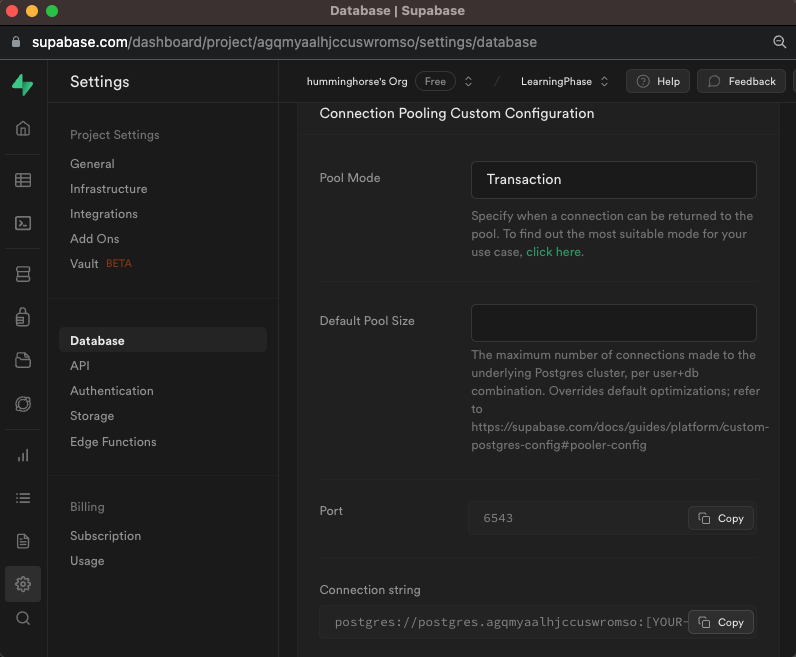 Database | Supabase
supabase.com/dashboard/project/agqmyaalhjccuswromso/settings/database
Settings
humminghorse's Org Free / LearningPhase Help Feedback
Project Settings
General
Infrastructure
Integrations
Add Ons
Vault BETA
Database
API
Authentication
Storage
Edge Functions
Billing
Subscription
Usage
Connection Pooling Custom Configuration
Pool Mode
Transaction
Specify when a connection can be returned to the
pool. To find out the most suitable mode for your
use case, click here.
Default Pool Size
The maximum number of connections made to the
underlying Postgres cluster, per user+db
combination. Overrides default optimizations; refer
to
https://supabase.com/docs/guides/platform/custom-
postgres-config#pooler-config
Port
6543 Copy
Connection string
postgres://postgres.agqmyaalhjccuswromso:[YOUR- Copy